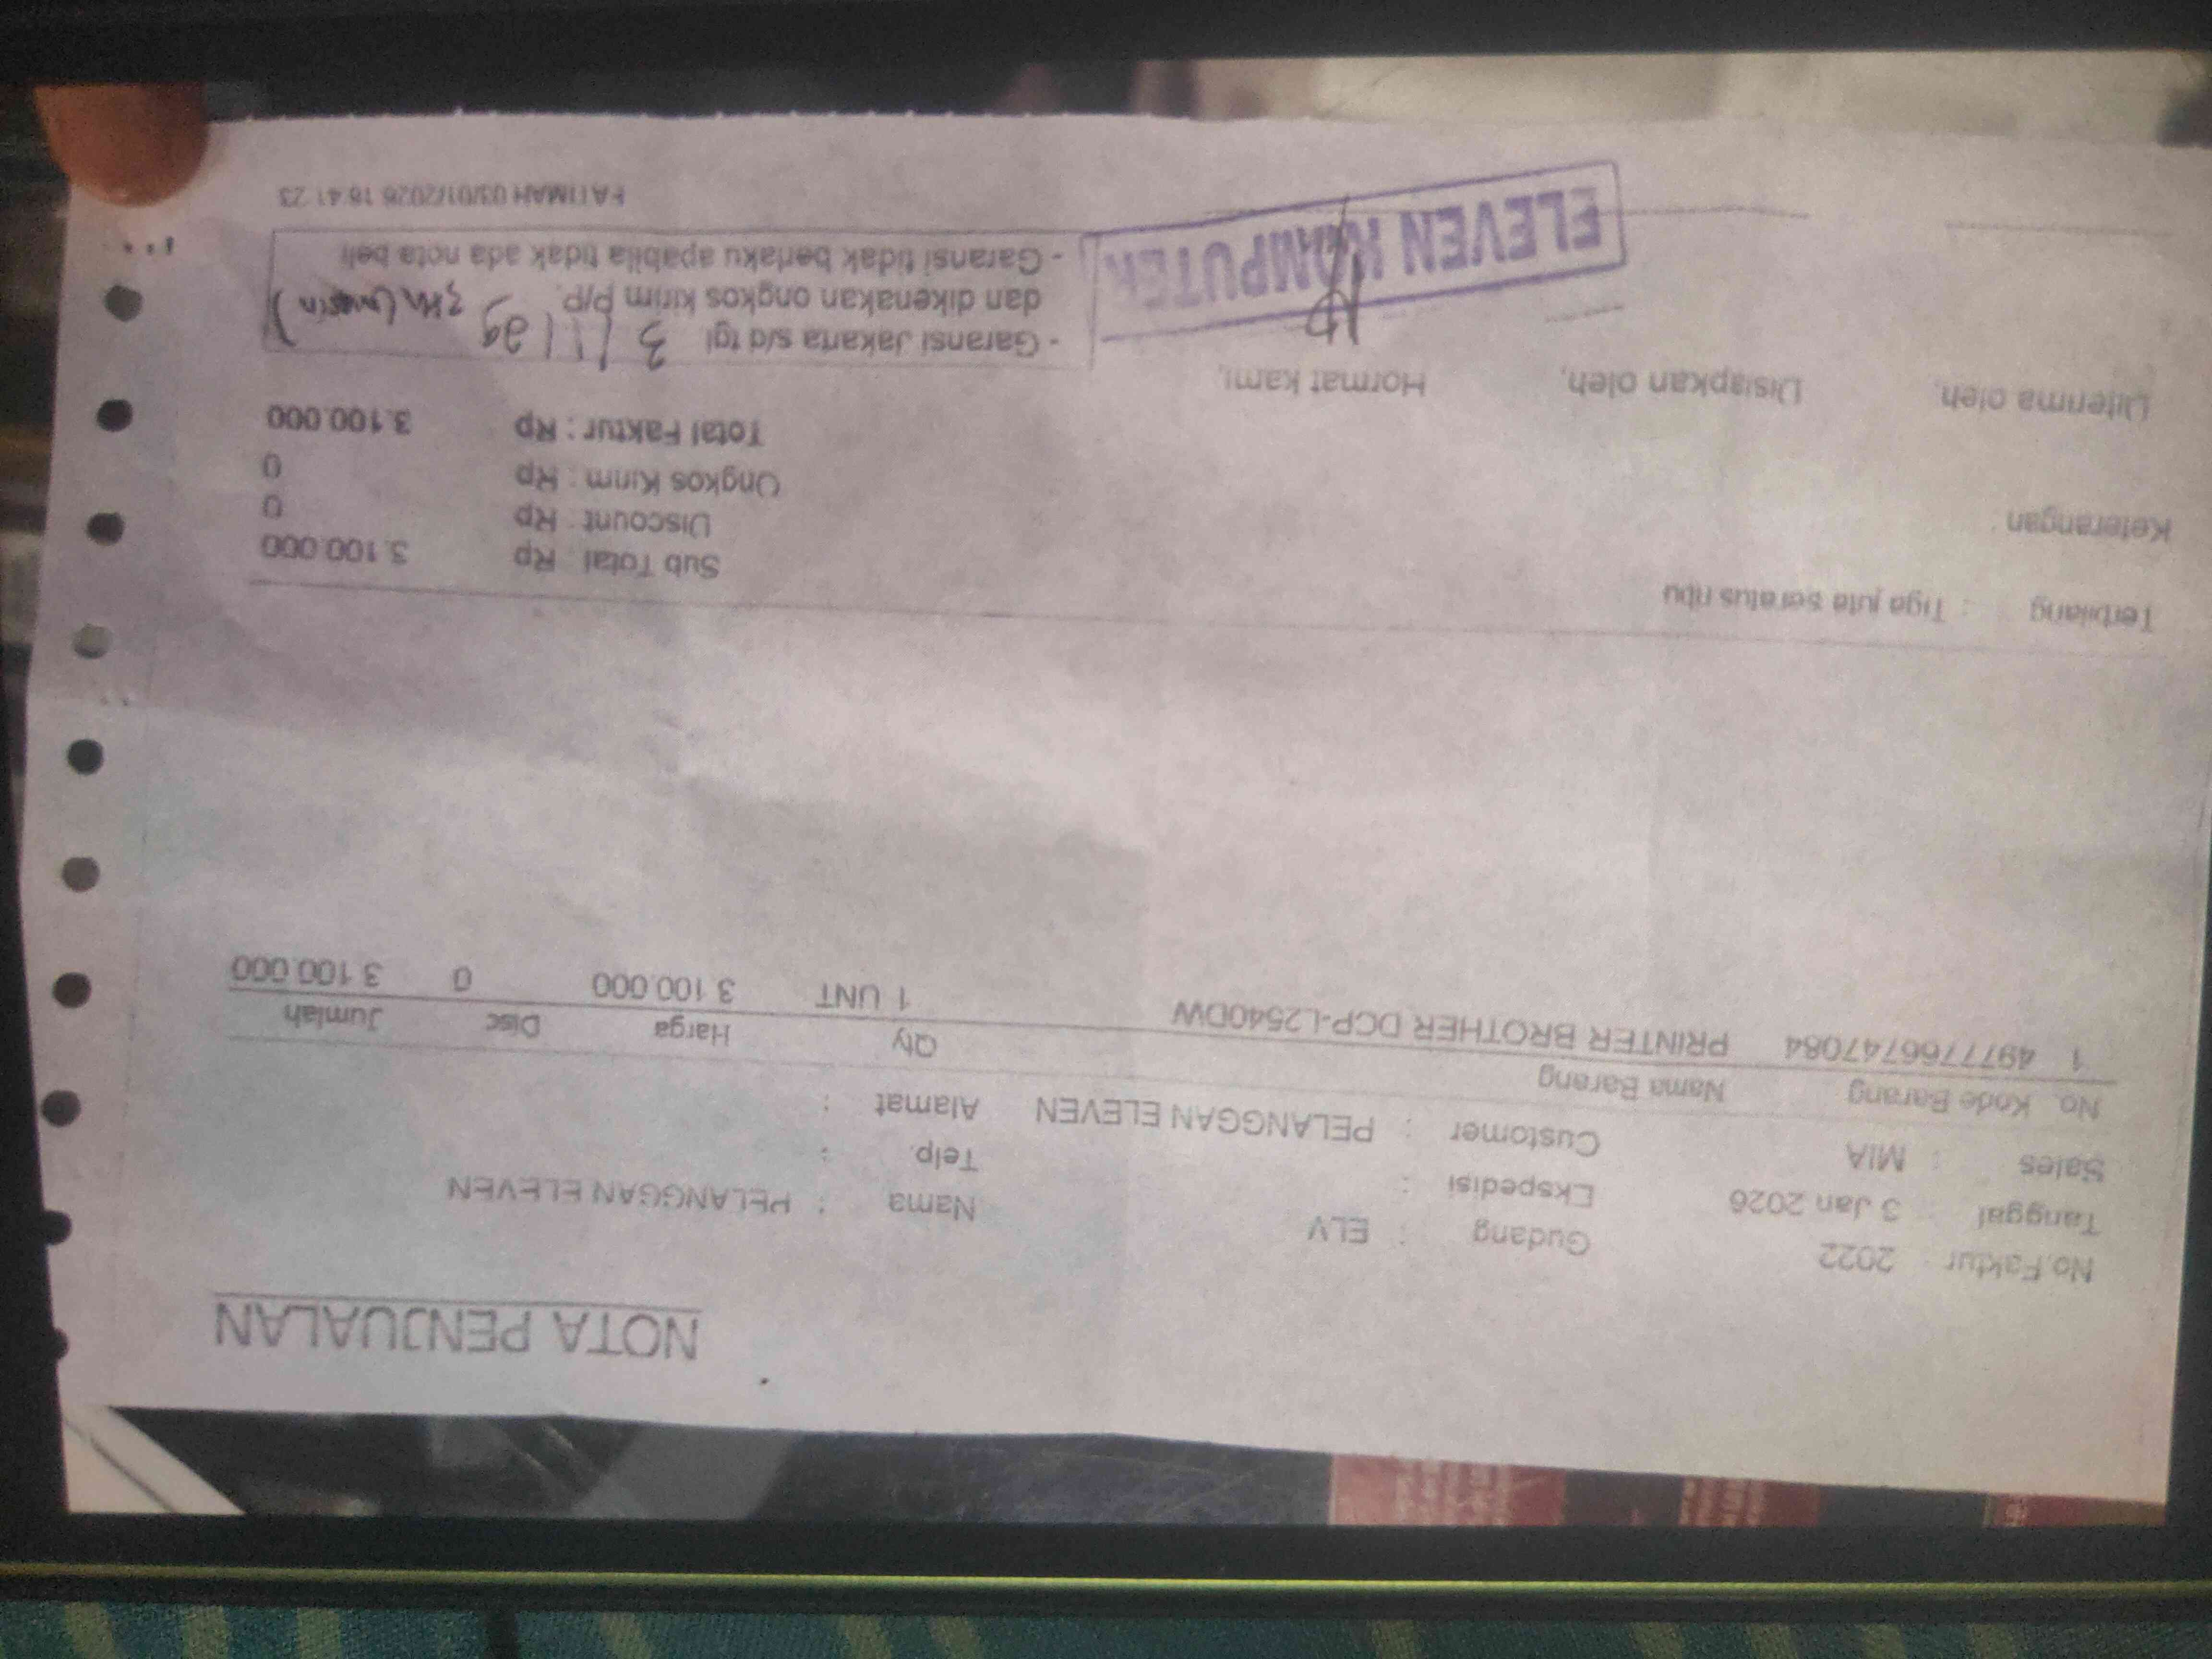 NOTA PENJUALAN
No.Faktur : 2022 Gudang : ELV Nama : PELANGGAN ELEVEN
Tanggal : 3 Jan 2026 Ekspedisi : Telp. :
Sales : MIA Customer : PELANGGAN ELEVEN Alamat :
No. Kode Barang Nama Barang Qty Harga Disc Jumlah
1 4977766747084 PRINTER BROTHER DCP-L2540DW 1 UNT 3.100.000 0 3.100.000
Terbilang : Tiga juta seratus ribu Sub Total : Rp 3.100.000
Discount : Rp 0
Keterangan : Ongkos Kirim : Rp 0
Total Faktur : Rp 3.100.000
Diterima oleh, Disiapkan oleh, Hormat kami,
- Garansi Jakarta s/d tgl 3/1/29 3th (mesin)
dan dikenakan ongkos kirim p/p.
- Garansi tidak berlaku apabila tidak ada nota beli
ELEVEN KOMPUTER
FATIMAH 03/01/2026 16:41:23